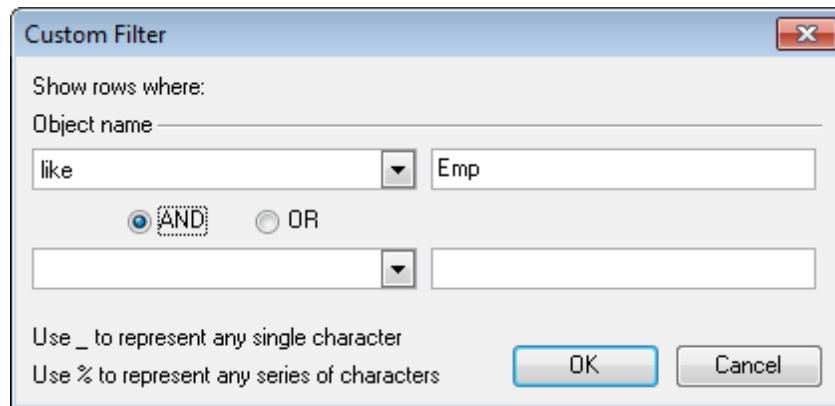 Custom Filter
Show rows where:
Object name
like Emp
AND OR
Use _ to represent any single character
Use % to represent any series of characters
OK Cancel